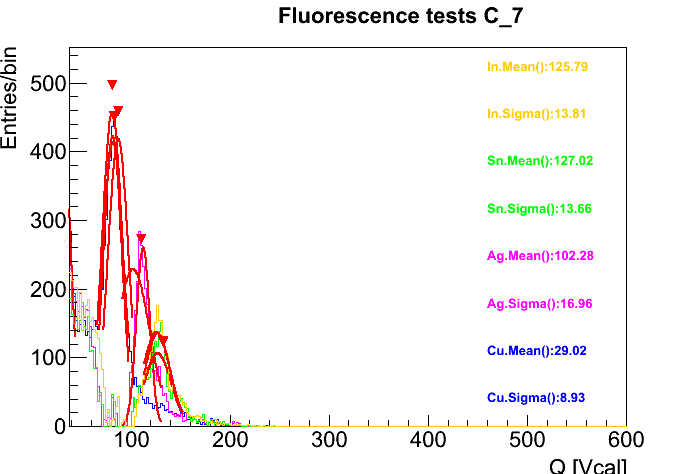 Fluorescence tests C_7
Entries/bin
500
400
300
200
100
0
100
200
300
400
500
600
Q [Vcal]
In.Mean():125.79
In.Sigma():13.81
Sn.Mean():127.02
Sn.Sigma():13.66
Ag.Mean():102.28
Ag.Sigma():16.96
Cu.Mean():29.02
Cu.Sigma():8.93